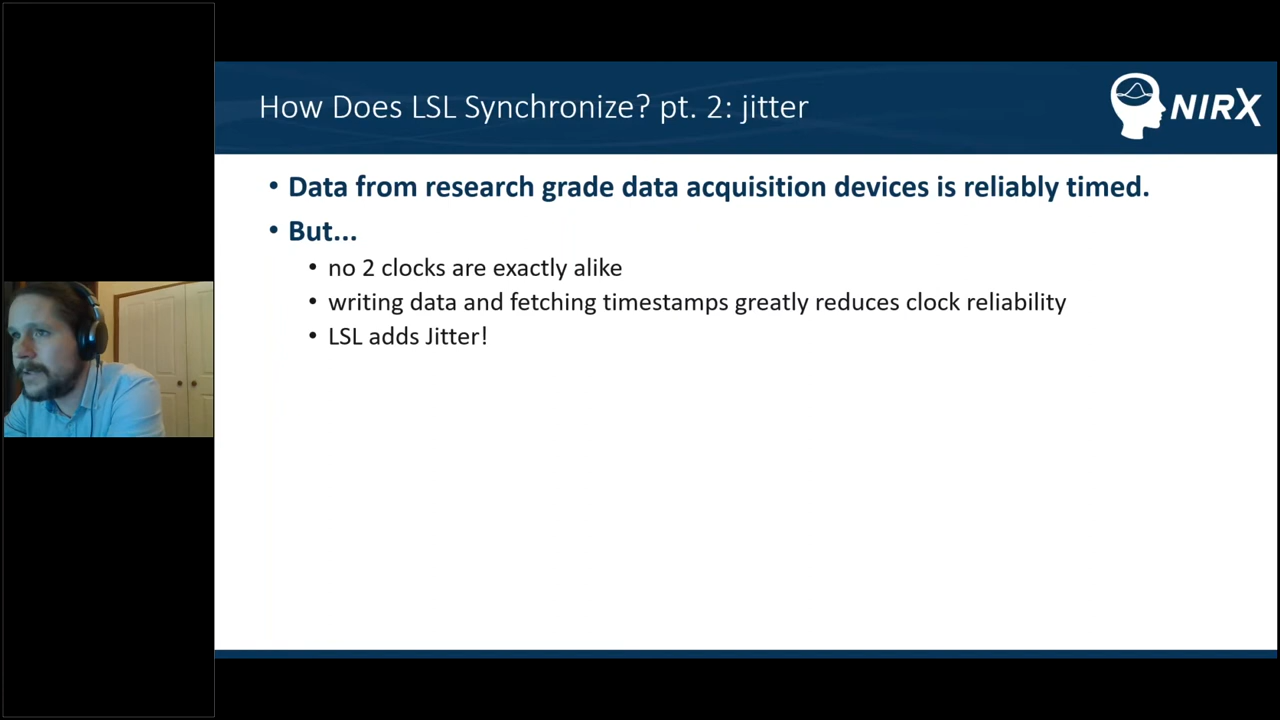 How Does LSL Synchronize? pt. 2: jitter
NIRX
• Data from research grade data acquisition devices is reliably timed.
• But...
• no 2 clocks are exactly alike
• writing data and fetching timestamps greatly reduces clock reliability
• LSL adds Jitter!